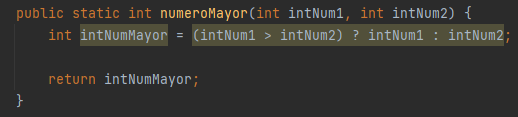 public static int numeroMayor(int intNum1, int intNum2) {
    int intNumMayor = (intNum1 > intNum2) ? intNum1 : intNum2;
    return intNumMayor;
}